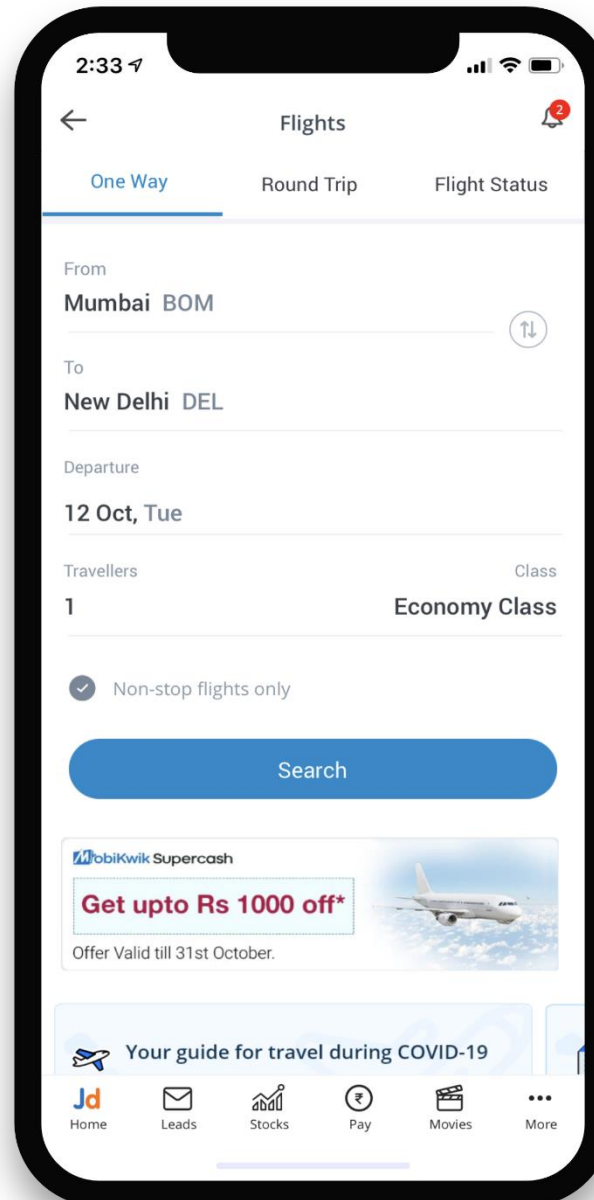 2:33
Flights
2
One Way Round Trip Flight Status
From
Mumbai BOM
To
New Delhi DEL
Departure
12 Oct, Tue
Travellers Class
1 Economy Class
Non-stop flights only
Search
MobiKwik Supercash
Get upto Rs 1000 off*
Offer Valid till 31st October.
Your guide for travel during COVID-19
Jd
Home Leads Stocks Pay Movies More